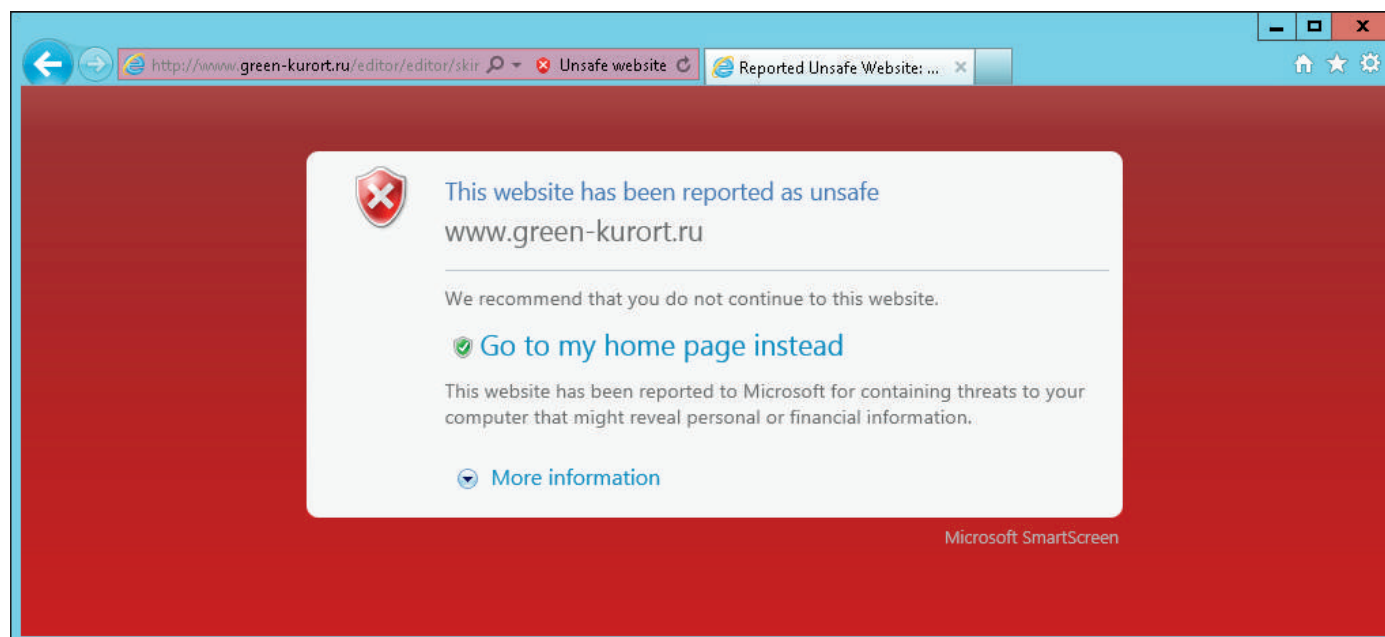 http://www.green-kurort.ru/editor/editor/skir
Unsafe website
Reported Unsafe Website: ...
This website has been reported as unsafe
www.green-kurort.ru
We recommend that you do not continue to this website.
Go to my home page instead
This website has been reported to Microsoft for containing threats to your
computer that might reveal personal or financial information.
More information
Microsoft SmartScreen